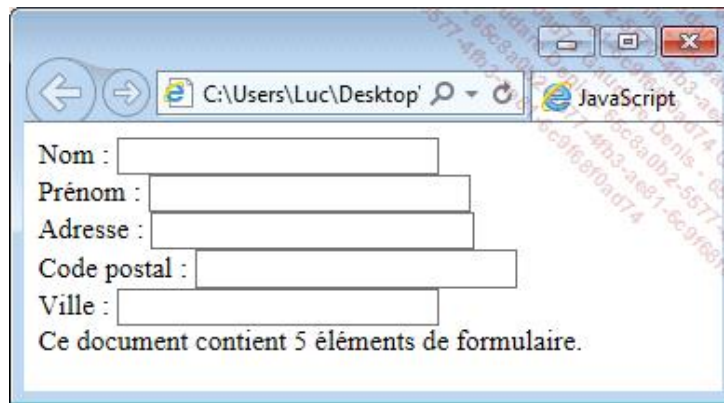 C:\Users\Luc\Desktop'
JavaScript
Nom :
Prénom :
Adresse :
Code postal :
Ville :
Ce document contient 5 éléments de formulaire.